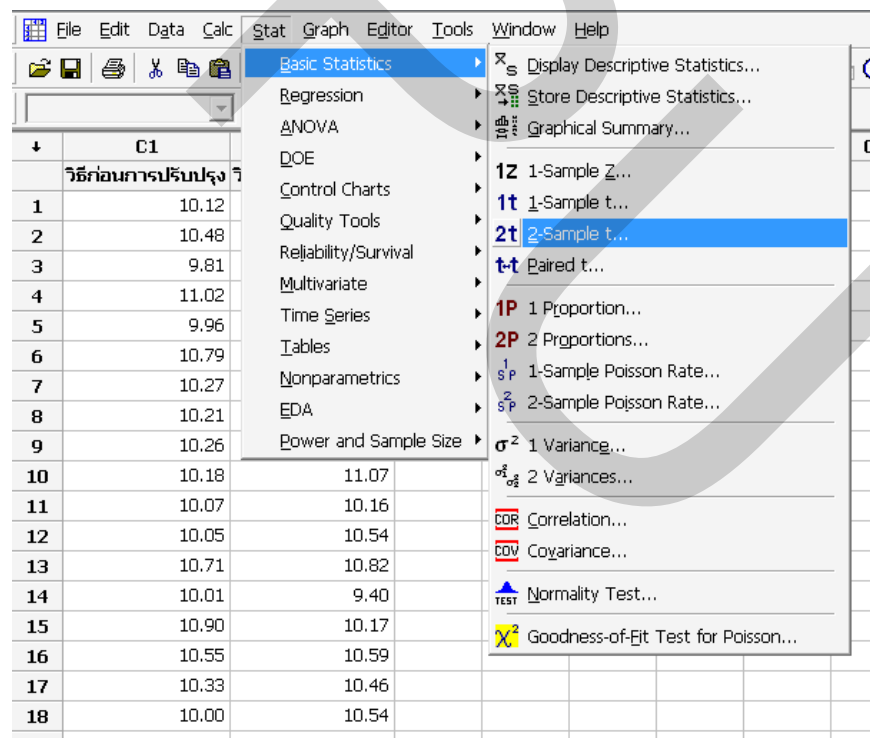 File Edit Data Calc Stat Graph Editor Tools Window Help
Basic Statistics
Regression
ANOVA
DOE
Control Charts
Quality Tools
Reliability/Survival
Multivariate
Time Series
Tables
Nonparametrics
EDA
Power and Sample Size
Display Descriptive Statistics...
Store Descriptive Statistics...
Graphical Summary...
1Z 1-Sample Z...
1t 1-Sample t...
2t 2-Sample t...
t-t Paired t...
1P 1 Proportion...
2P 2 Proportions...
1-Sample Poisson Rate...
2-Sample Poisson Rate...
σ² 1 Variance...
2 Variances...
COR Correlation...
COV Covariance...
TEST Normality Test...
χ² Goodness-of-Fit Test for Poisson...
C1
วิธีก่อนการปรับปรุง
1 10.12
2 10.48
3 9.81
4 11.02
5 9.96
6 10.79
7 10.27
8 10.21
9 10.26
10 10.18 11.07
11 10.07 10.16
12 10.05 10.54
13 10.71 10.82
14 10.01 9.40
15 10.90 10.17
16 10.55 10.59
17 10.33 10.46
18 10.00 10.54